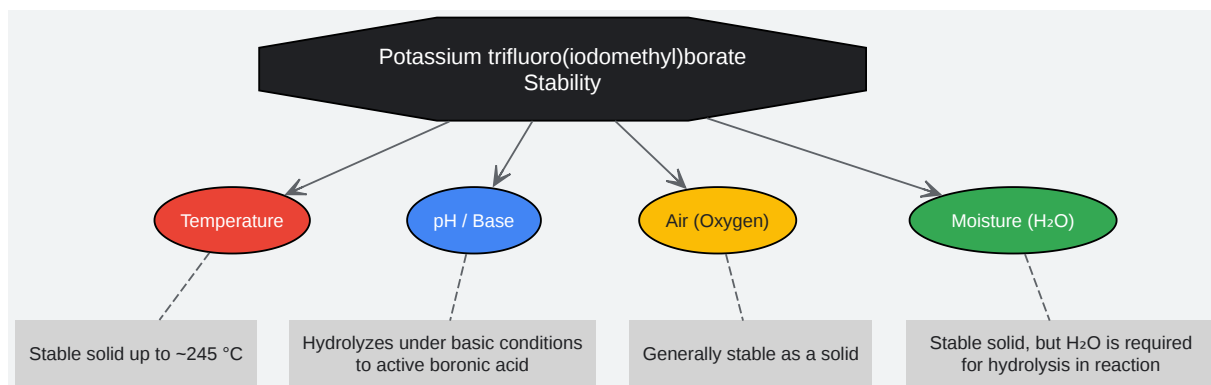 Potassium trifluoro(iodomethyl)borate
Stability
Temperature
pH / Base
Air (Oxygen)
Moisture (H₂O)
Stable solid up to ~245 °C
Hydrolyzes under basic conditions
to active boronic acid
Generally stable as a solid
Stable solid, but H₂O is required
for hydrolysis in reaction